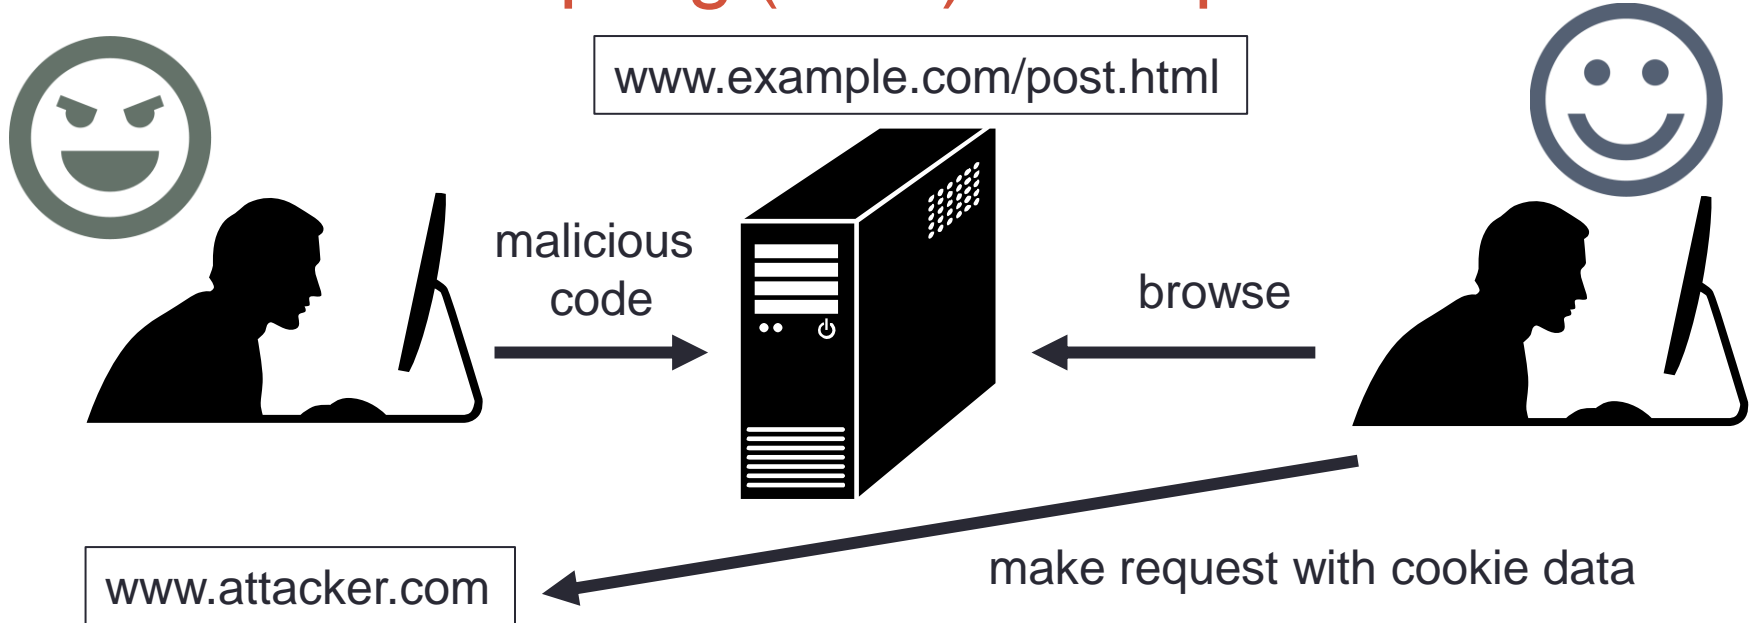 www.example.com/post.html
malicious
code
browse
make request with cookie data
www.attacker.com